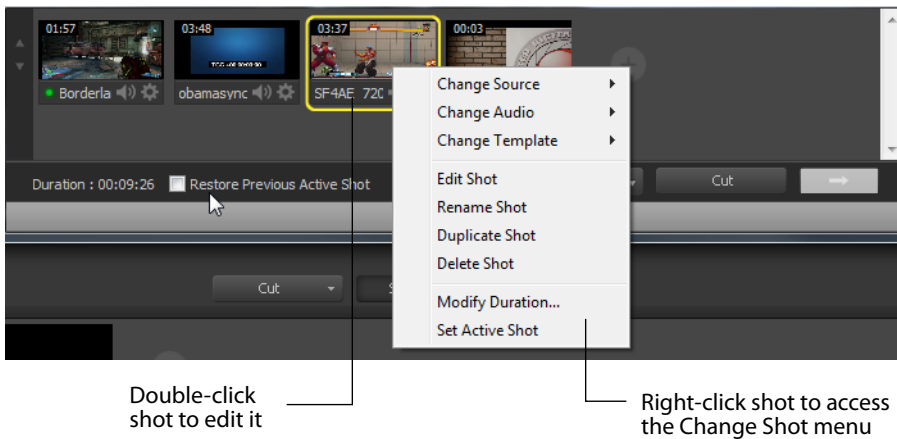 01:57
03:48
03:37
00:03
Borderla
obamasync
SF4AE_720
Change Source
Change Audio
Change Template
Edit Shot
Rename Shot
Duplicate Shot
Delete Shot
Modify Duration...
Set Active Shot
Duration : 00:09:26
Restore Previous Active Shot
Cut
Cut
Double-click
shot to edit it
Right-click shot to access
the Change Shot menu